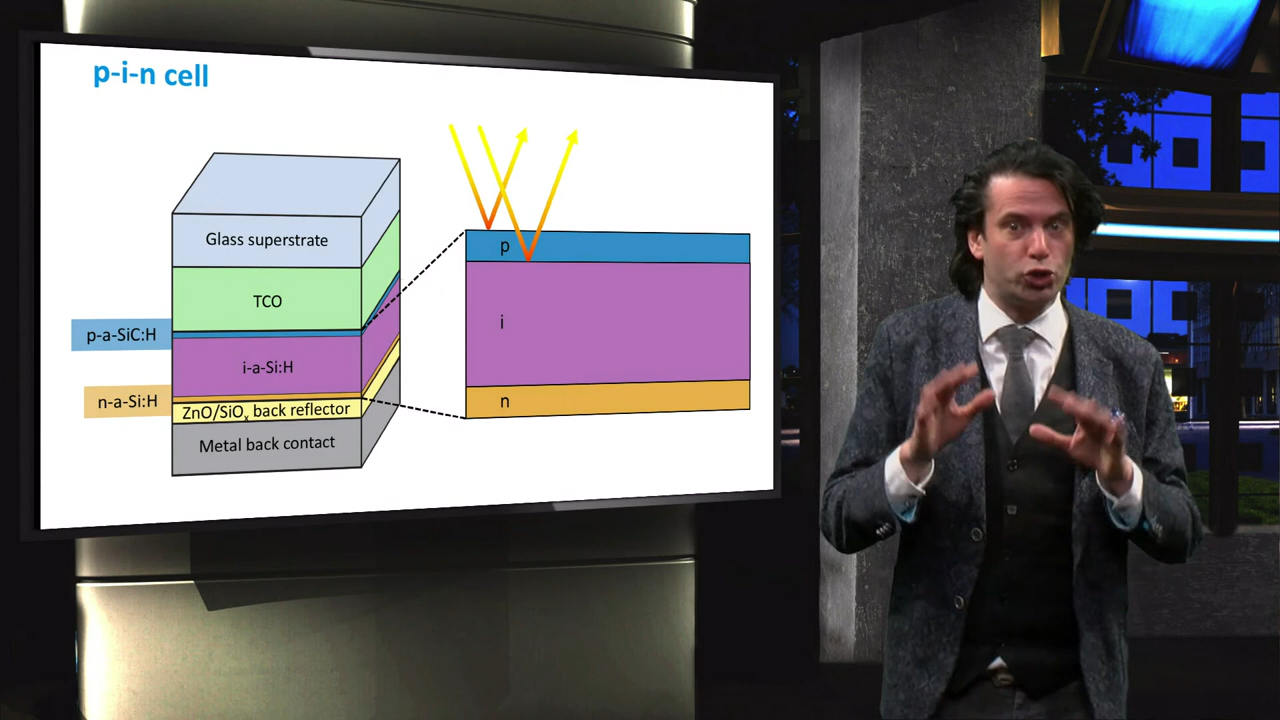 p-i-n cell
Glass superstrate
TCO
p-a-SiC:H
i-a-Si:H
n-a-Si:H
ZnO/SiOx back reflector
Metal back contact
p
i
n